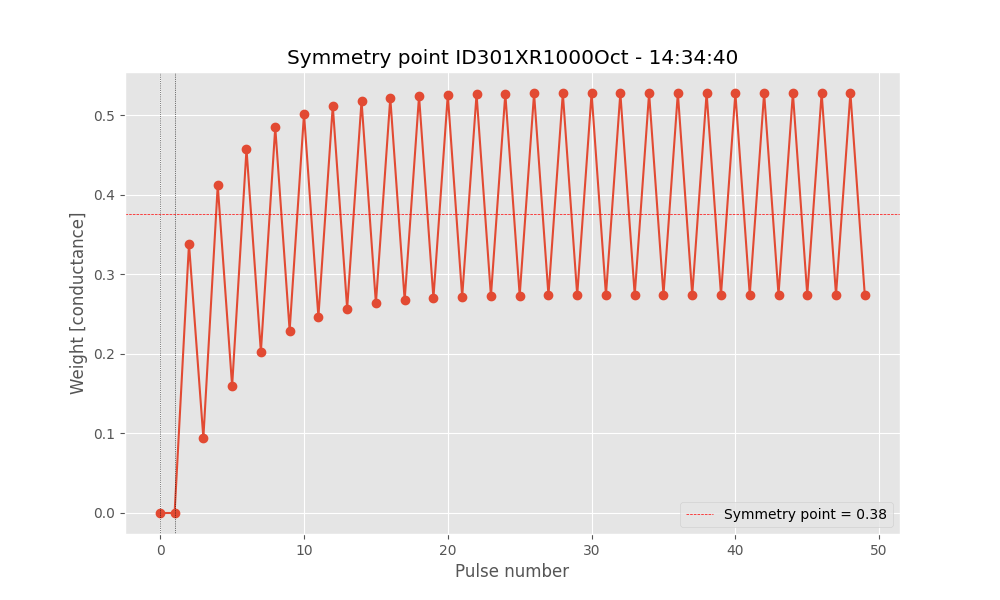 Symmetry point ID301XR1000Oct - 14:34:40
Weight [conductance]
0.5
0.4
0.3
0.2
0.1
0.0
Symmetry point = 0.38
0 10 20 30 40 50
Pulse number